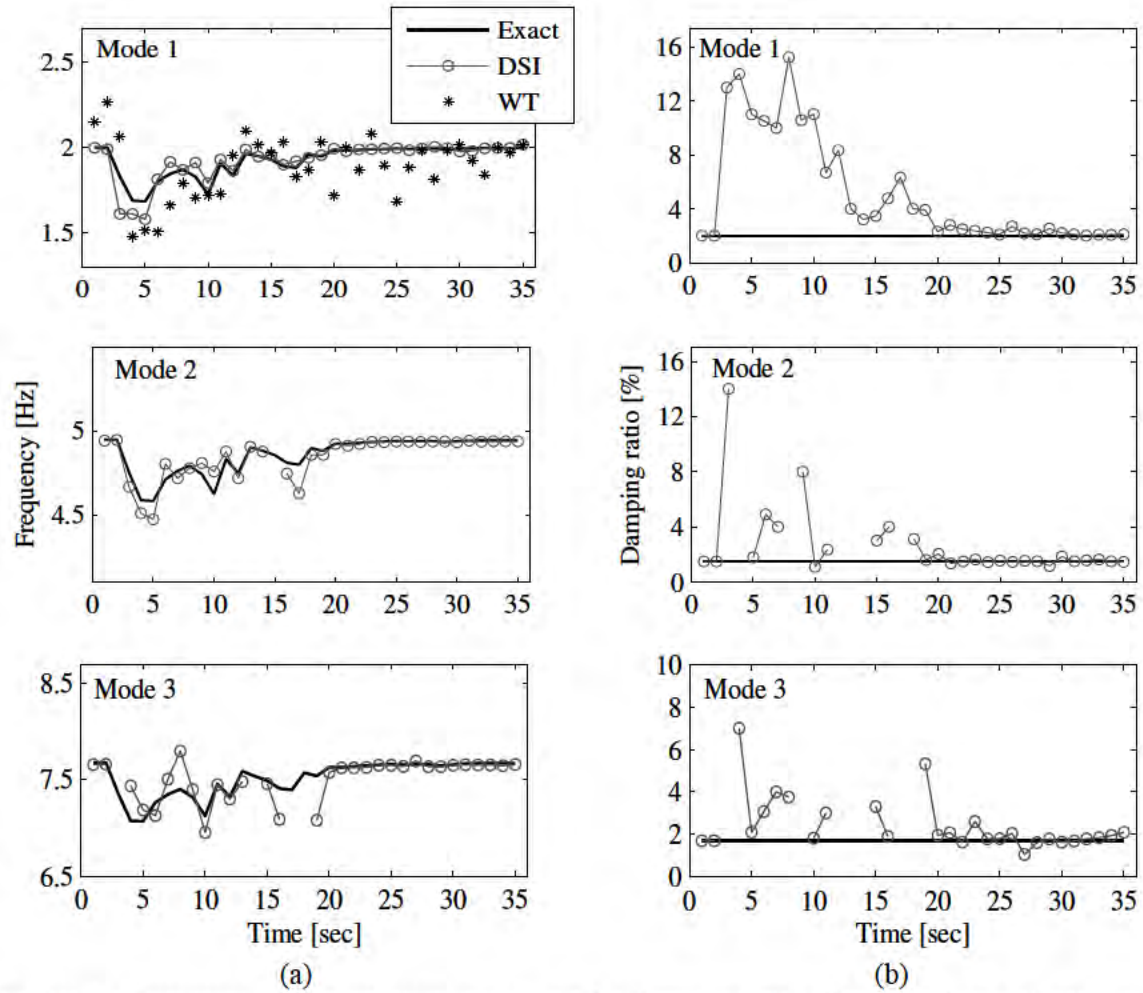 Mode 1
Exact
DSI
WT
2.5
2
1.5
0 5 10 15 20 25 30 35
Mode 1
16
12
8
4
0
0 5 10 15 20 25 30 35
Frequency [Hz]
Mode 2
5
4.5
0 5 10 15 20 25 30 35
Damping ratio [%]
Mode 2
16
12
8
4
0
0 5 10 15 20 25 30 35
Mode 3
8.5
7.5
6.5
0 5 10 15 20 25 30 35
Time [sec]
(a)
Mode 3
10
8
6
4
2
0
0 5 10 15 20 25 30 35
Time [sec]
(b)